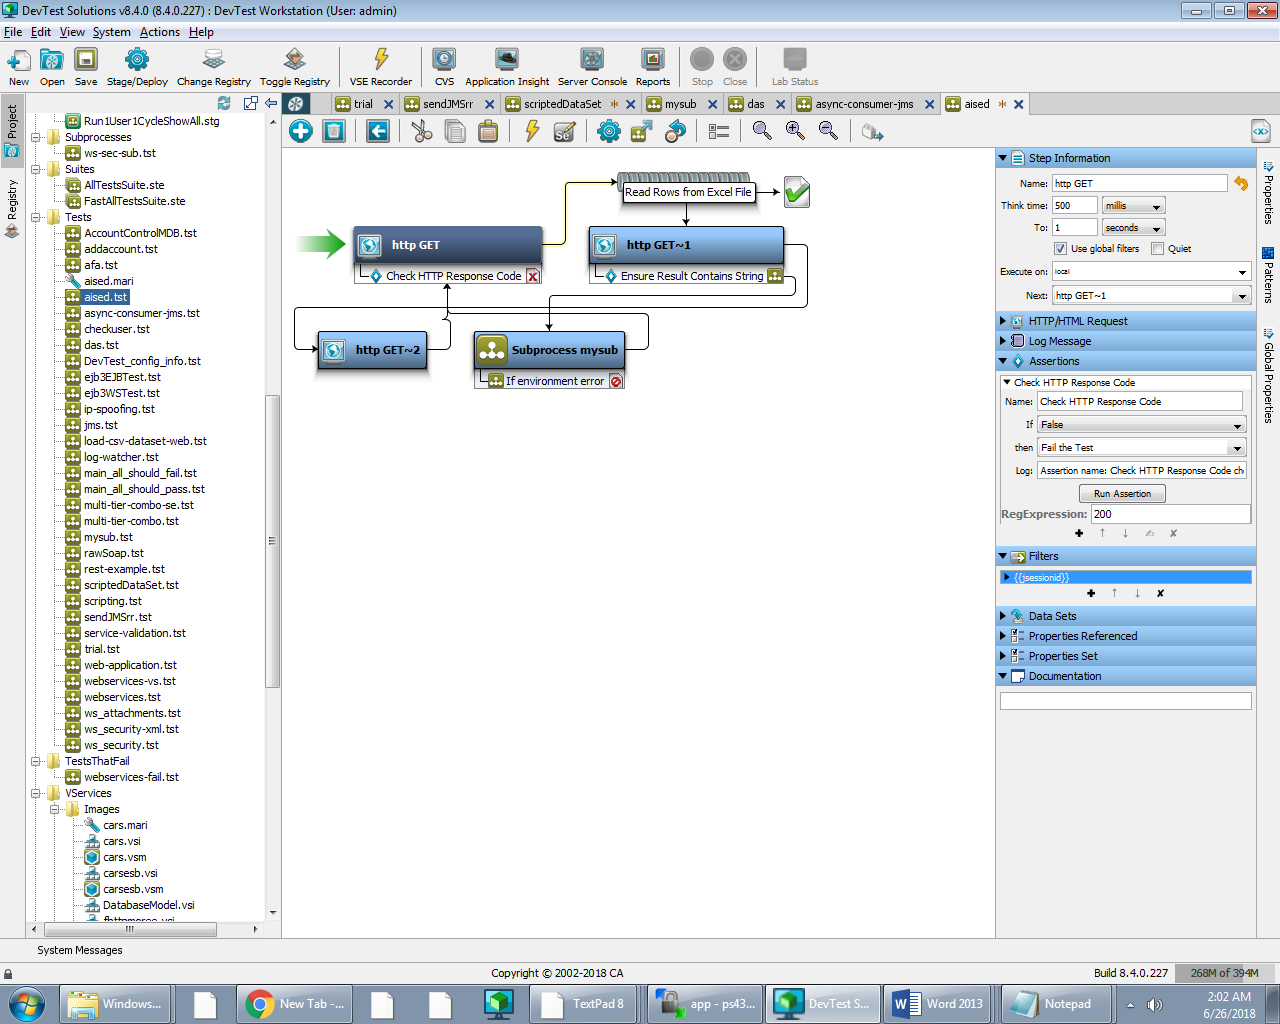 DevTest Solutions v8.4.0 (8.4.0.227) : DevTest Workstation (User: admin)
File Edit View System Actions Help
New Open Save Stage/Deploy Change Registry Toggle Registry VSE Recorder CVS Application Insight Server Console Reports Stop Close Lab Status
trial sendJMSrr scriptedDataSet * mysub das async-consumer-jms aised *
Project
Registry
Run1User1CycleShowAll.stg
Subprocesses
ws-sec-sub.tst
Suites
AllTestsSuite.ste
FastAllTestsSuite.ste
Tests
AccountControlMDB.tst
addaccount.tst
afa.tst
aised.mari
aised.tst
async-consumer-jms.tst
checkuser.tst
das.tst
DevTest_config_info.tst
ejb3EJBTest.tst
ejb3WSTest.tst
ip-spoofing.tst
jms.tst
load-csv-dataset-web.tst
log-watcher.tst
main_all_should_fail.tst
main_all_should_pass.tst
multi-tier-combo-se.tst
multi-tier-combo.tst
mysub.tst
rawSoap.tst
rest-example.tst
scriptedDataSet.tst
scripting.tst
sendJMSrr.tst
service-validation.tst
trial.tst
web-application.tst
webservices-vs.tst
webservices.tst
ws_attachments.tst
ws_security-xml.tst
ws_security.tst
TestsThatFail
webservices-fail.tst
VServices
Images
cars.mari
cars.vsi
cars.vsm
carsesb.vsi
carsesb.vsm
DatabaseModel.vsi
Read Rows from Excel File
http GET
Check HTTP Response Code
http GET~1
Ensure Result Contains String
http GET~2
Subprocess mysub
If environment error
Step Information
Name: http GET
Think time: 500 millis
To: 1 seconds
Use global filters Quiet
Execute on: local
Next: http GET~1
HTTP/HTML Request
Log Message
Assertions
Check HTTP Response Code
Name: Check HTTP Response Code
If False
then Fail the Test
Log: Assertion name: Check HTTP Response Code che
Run Assertion
RegExpression: 200
Filters
{{jsessionid}}
Data Sets
Properties Referenced
Properties Set
Documentation
Properties
Patterns
Global Properties
System Messages
Copyright © 2002-2018 CA
Build 8.4.0.227 268M of 394M
Windows... New Tab -... TextPad 8 app - ps43... DevTest S... Word 2013 Notepad
2:02 AM
6/26/2018